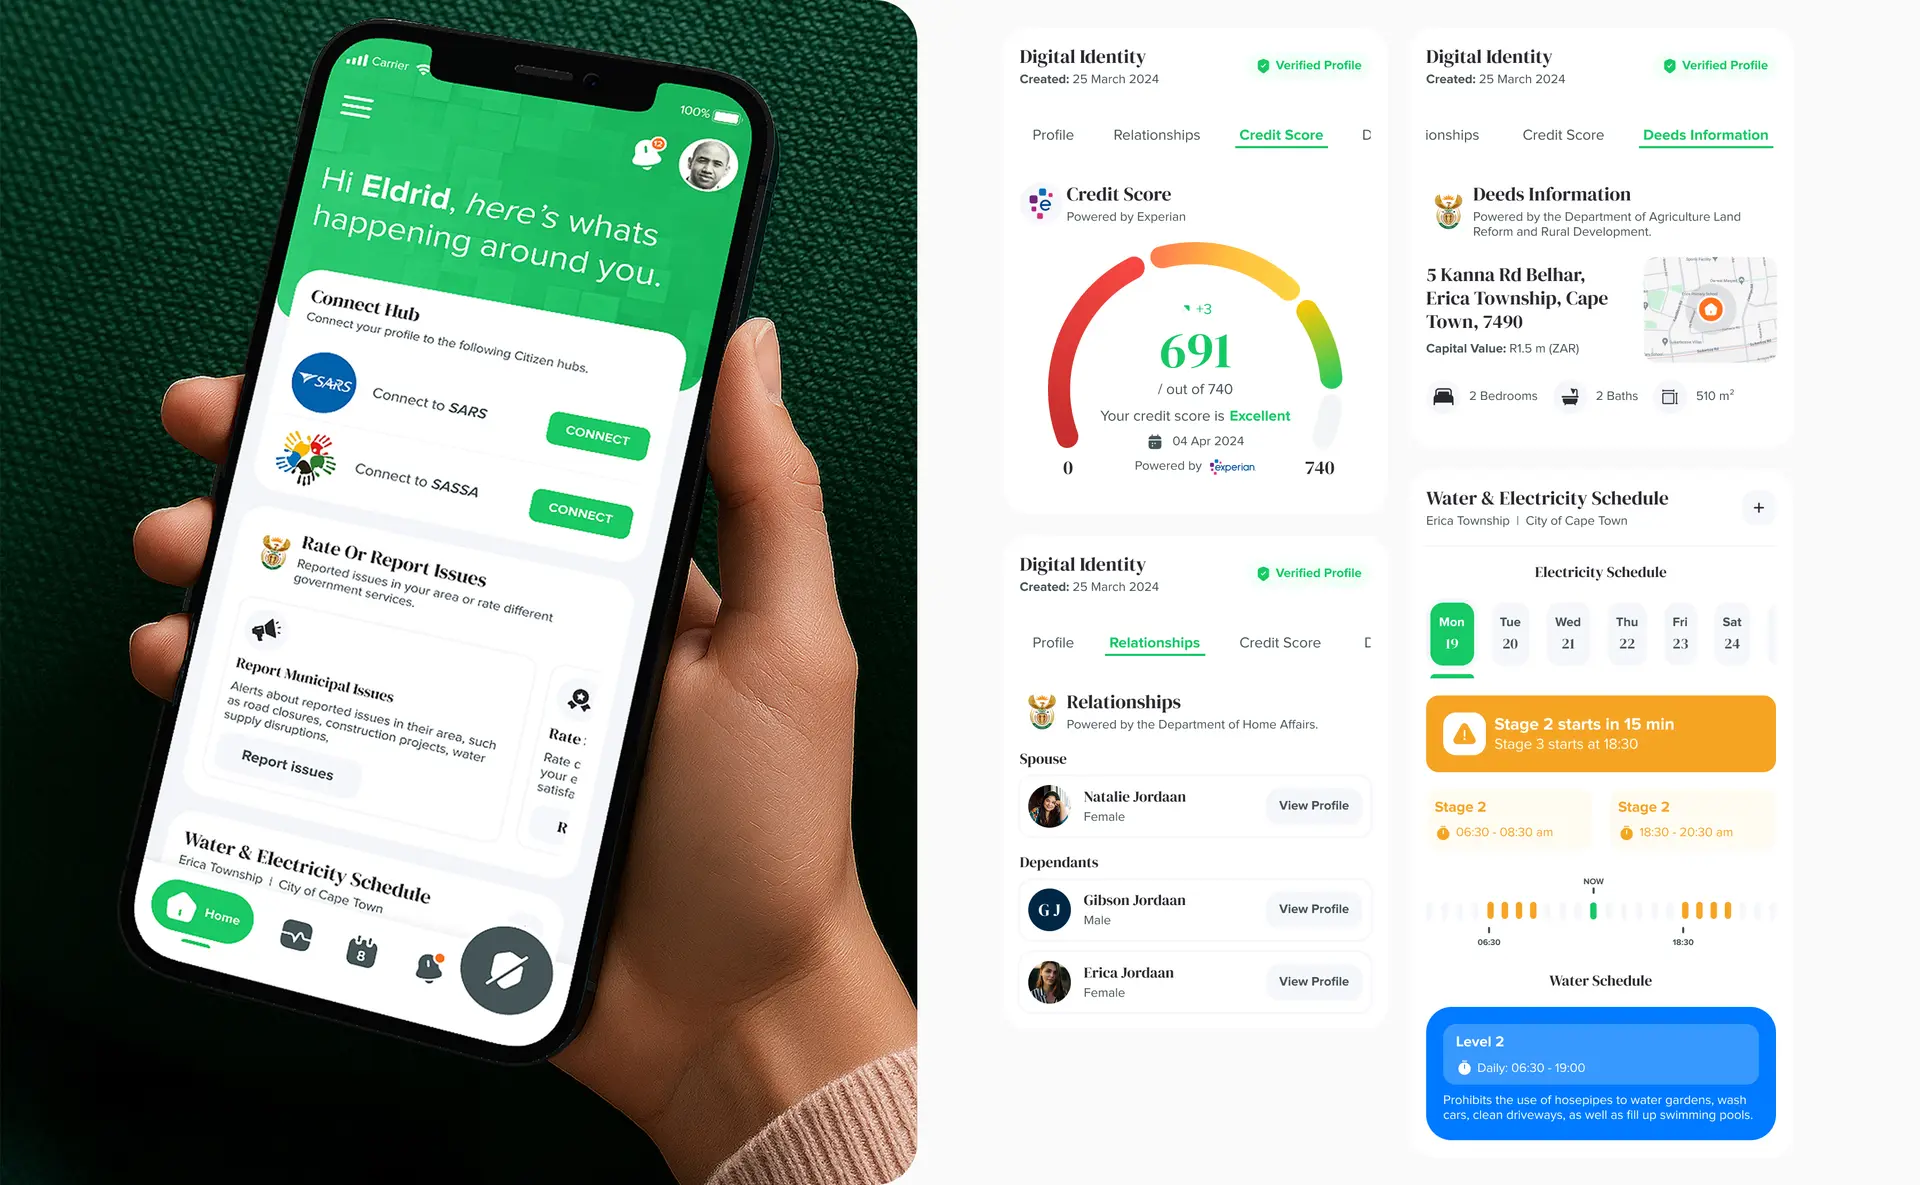 Carrier
100%
12
Hi Eldrid, here's whats
happening around you.
Connect Hub
Connect your profile to the following Citizen hubs.
SARS
Connect to SARS
CONNECT
Connect to SASSA
CONNECT
Rate Or Report Issues
Reported issues in your area or rate different
government services.
Report Municipal Issues
Alerts about reported issues in their area, such
as road closures, construction projects, water
supply disruptions,
Report issues
Rate
Rate
your
R
Water & Electricity Schedule
Erica Township | City of Cape Town
Home
8
Digital Identity
Created: 25 March 2024
Verified Profile
Profile
Relationships
Credit Score
D
e
Credit Score
Powered by Experian
+3
691
/ out of 740
Your credit score is Excellent
04 Apr 2024
Powered by experian
0
740
Digital Identity
Created: 25 March 2024
Verified Profile
Profile
Relationships
Credit Score
Relationships
Powered by the Department of Home Affairs.
Spouse
Natalie Jordaan
Female
View Profile
Dependants
G J
Gibson Jordaan
Male
View Profile
Erica Jordaan
Female
View Profile
Digital Identity
Created: 25 March 2024
Verified Profile
ionships
Credit Score
Deeds Information
Deeds Information
Powered by the Department of Agriculture Land
Reform and Rural Development.
5 Kanna Rd Belhar,
Erica Township, Cape
Town, 7490
Capital Value: R1.5 m (ZAR)
2 Bedrooms
2 Baths
510 m²
Water & Electricity Schedule
Erica Township | City of Cape Town
+
Electricity Schedule
Mon
19
Tue
20
Wed
21
Thu
22
Fri
23
Sat
24
Stage 2 starts in 15 min
Stage 3 starts at 18:30
Stage 2
06:30 - 08:30 am
Stage 2
18:30 - 20:30 am
NOW
06:30
18:30
Water Schedule
Level 2
Daily: 06:30 - 19:00
Prohibits the use of hosepipes to water gardens, wash
cars, clean driveways, as well as fill up swimming pools.